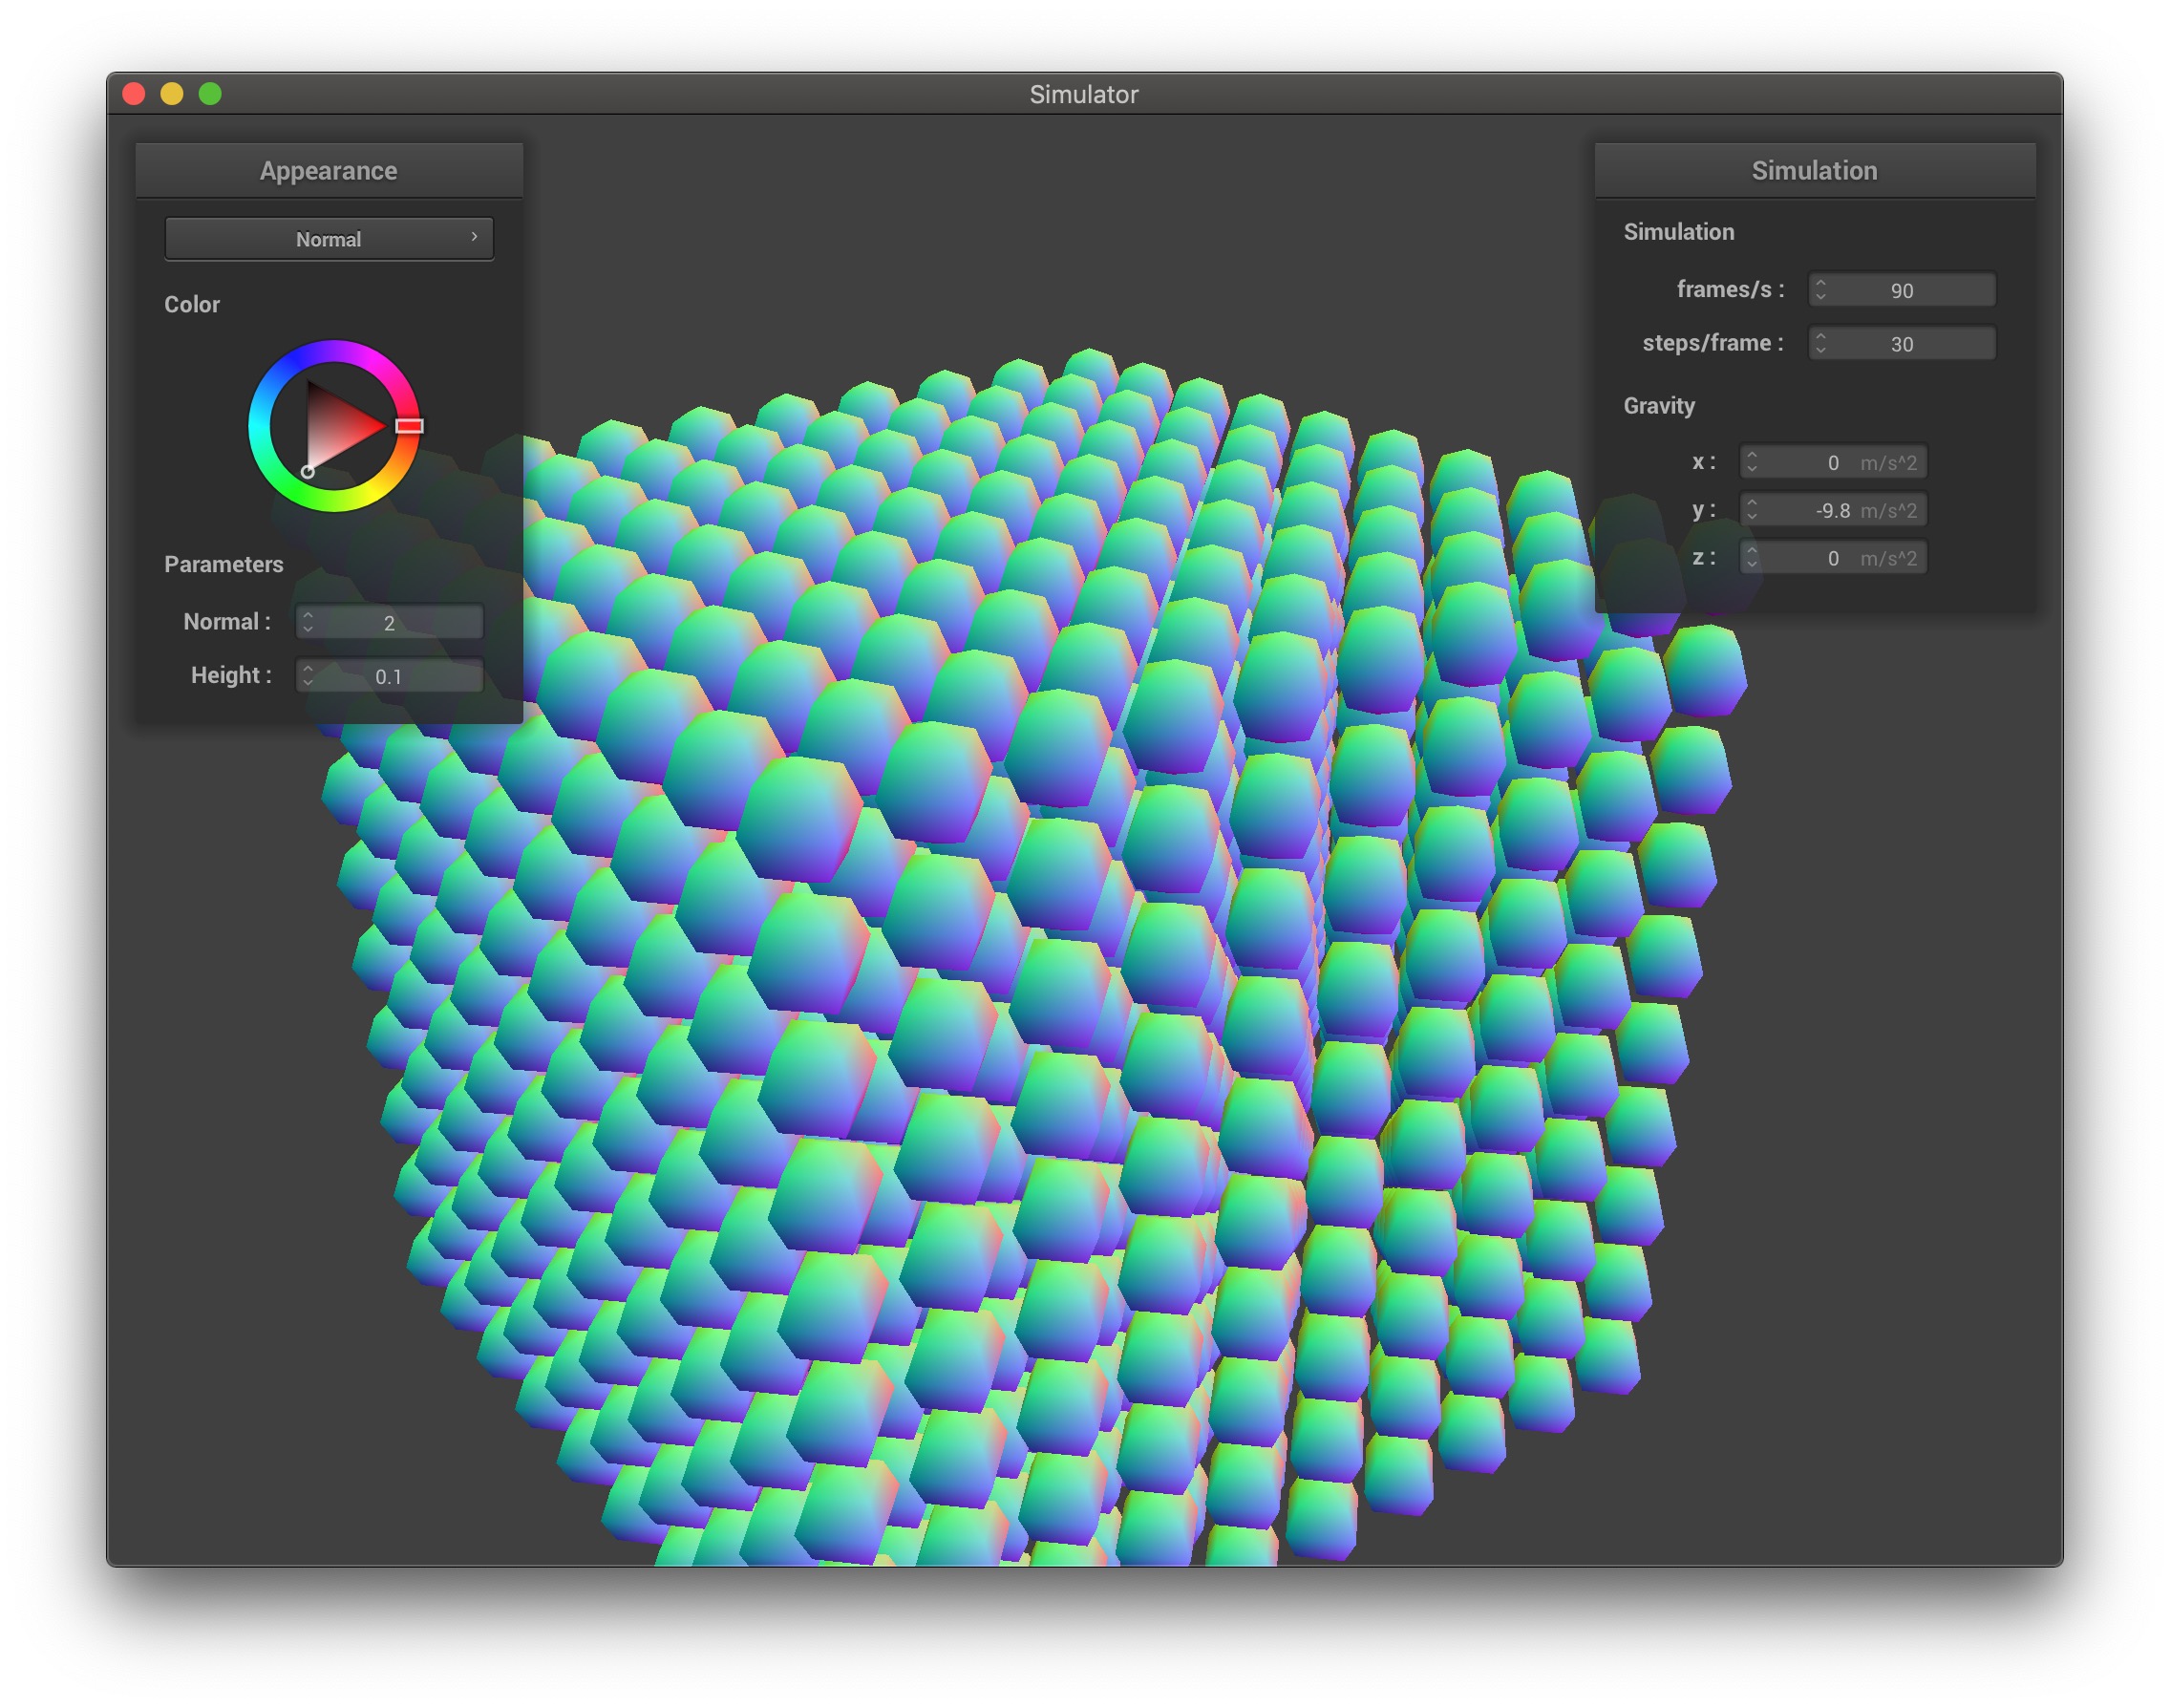 Simulator
Appearance
Normal
Color
Parameters
Normal : 2
Height : 0.1
Simulation
Simulation
frames/s : 90
steps/frame : 30
Gravity
x : 0 m/s^2
y : -9.8 m/s^2
z : 0 m/s^2